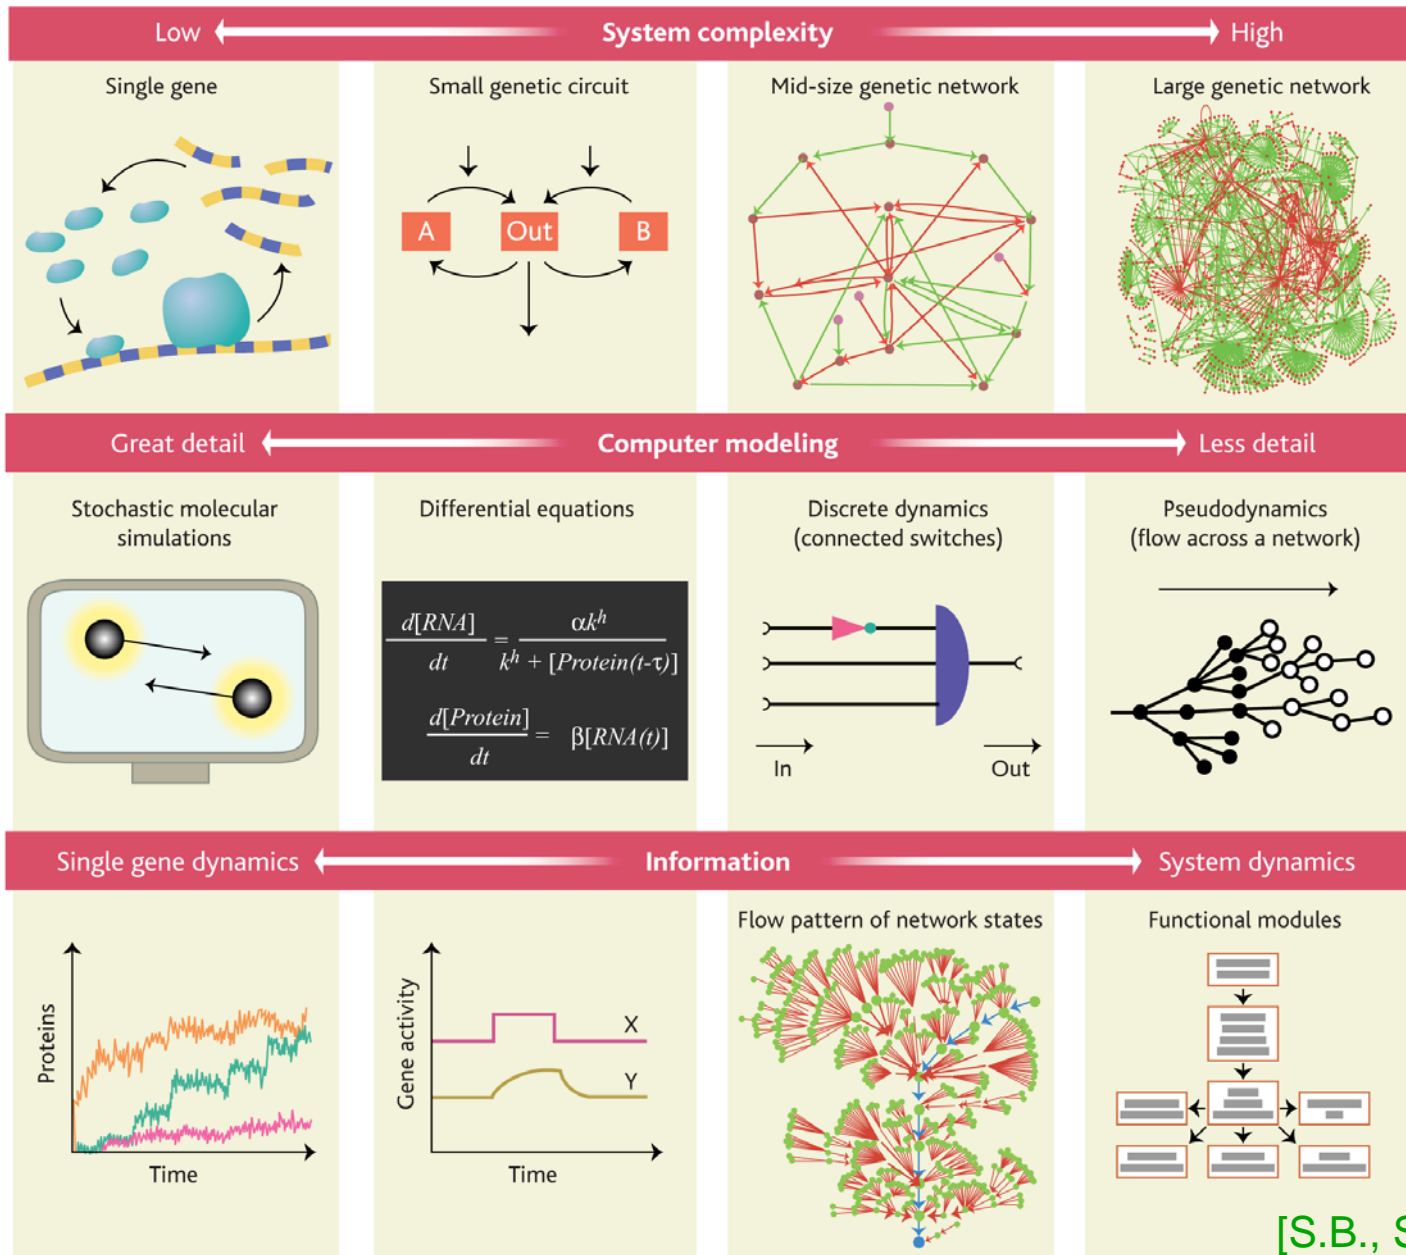 Low System complexity High
Single gene
Small genetic circuit
Mid-size genetic network
Large genetic network
A Out B
Great detail Computer modeling Less detail
Stochastic molecular
simulations
Differential equations
Discrete dynamics
(connected switches)
Pseudodynamics
(flow across a network)
d[RNA]/dt = αk^h/(k^h + [Protein(t-τ)])
d[Protein]/dt = β[RNA(t)]
In Out
Single gene dynamics Information System dynamics
Flow pattern of network states
Functional modules
Proteins
Time
Gene activity
X
Y
Time
[S.B., S